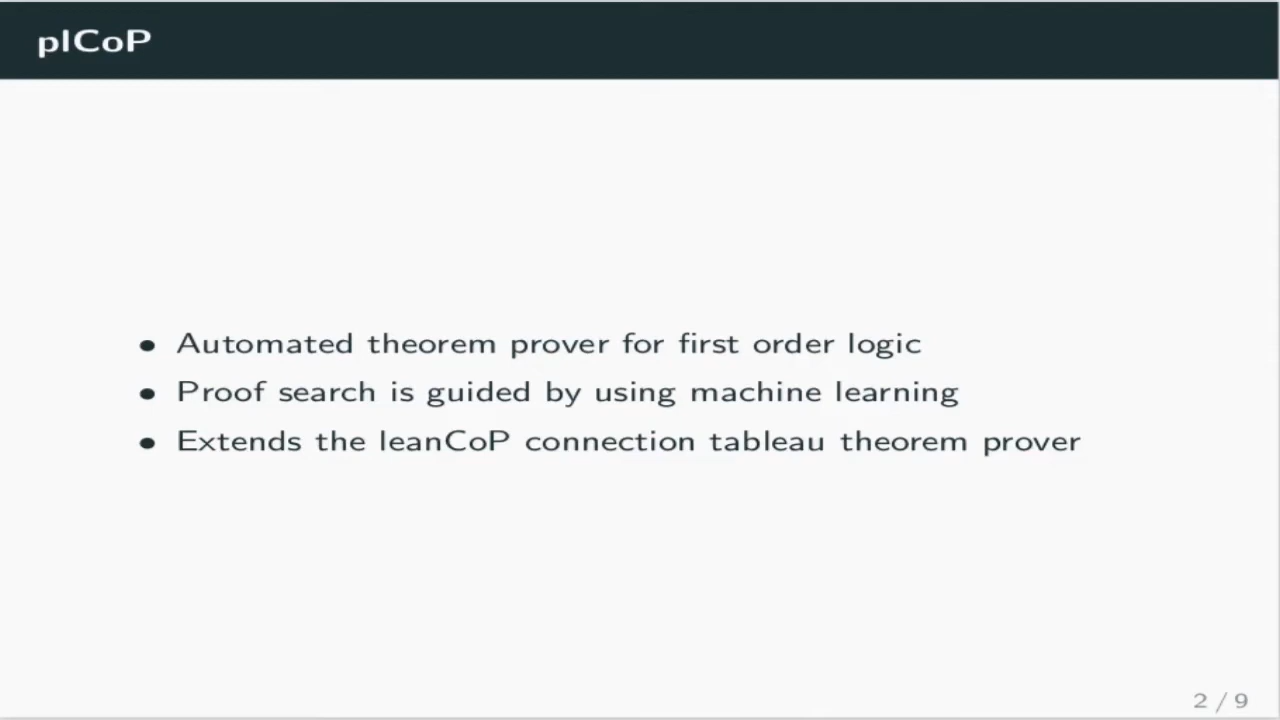 plCoP
• Automated theorem prover for first order logic
• Proof search is guided by using machine learning
• Extends the leanCoP connection tableau theorem prover
2 / 9